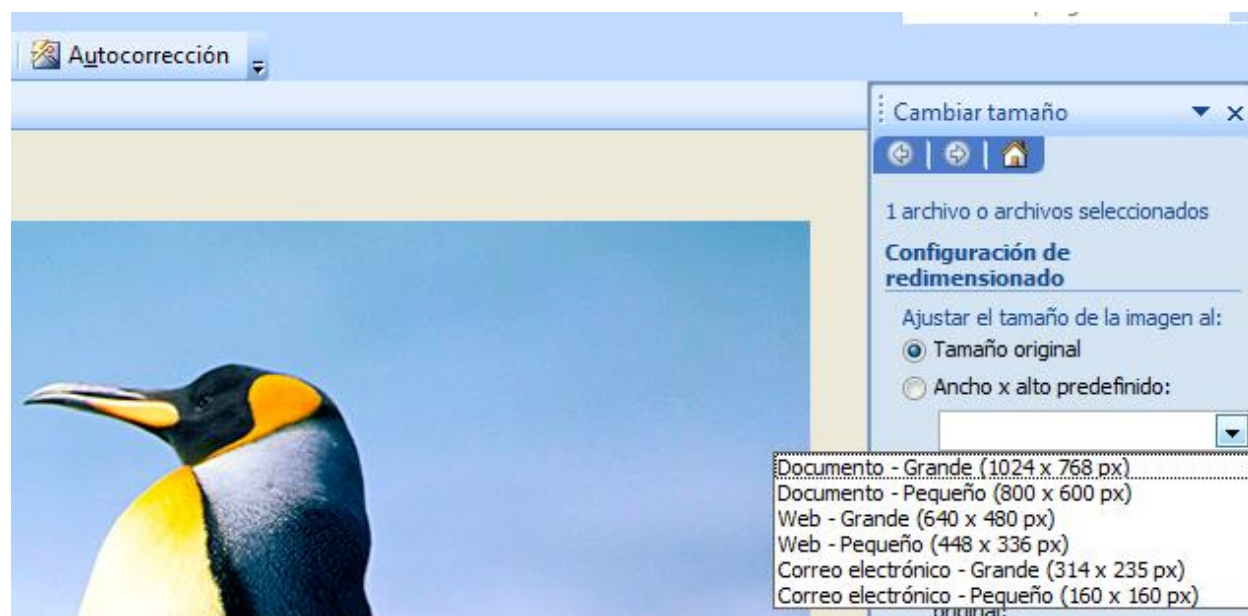 Autocorrección
Cambiar tamaño
1 archivo o archivos seleccionados
Configuración de
redimensionado
Ajustar el tamaño de la imagen al:
Tamaño original
Ancho x alto predefinido:
Documento - Grande (1024 x 768 px)
Documento - Pequeño (800 x 600 px)
Web - Grande (640 x 480 px)
Web - Pequeño (448 x 336 px)
Correo electrónico - Grande (314 x 235 px)
Correo electrónico - Pequeño (160 x 160 px)